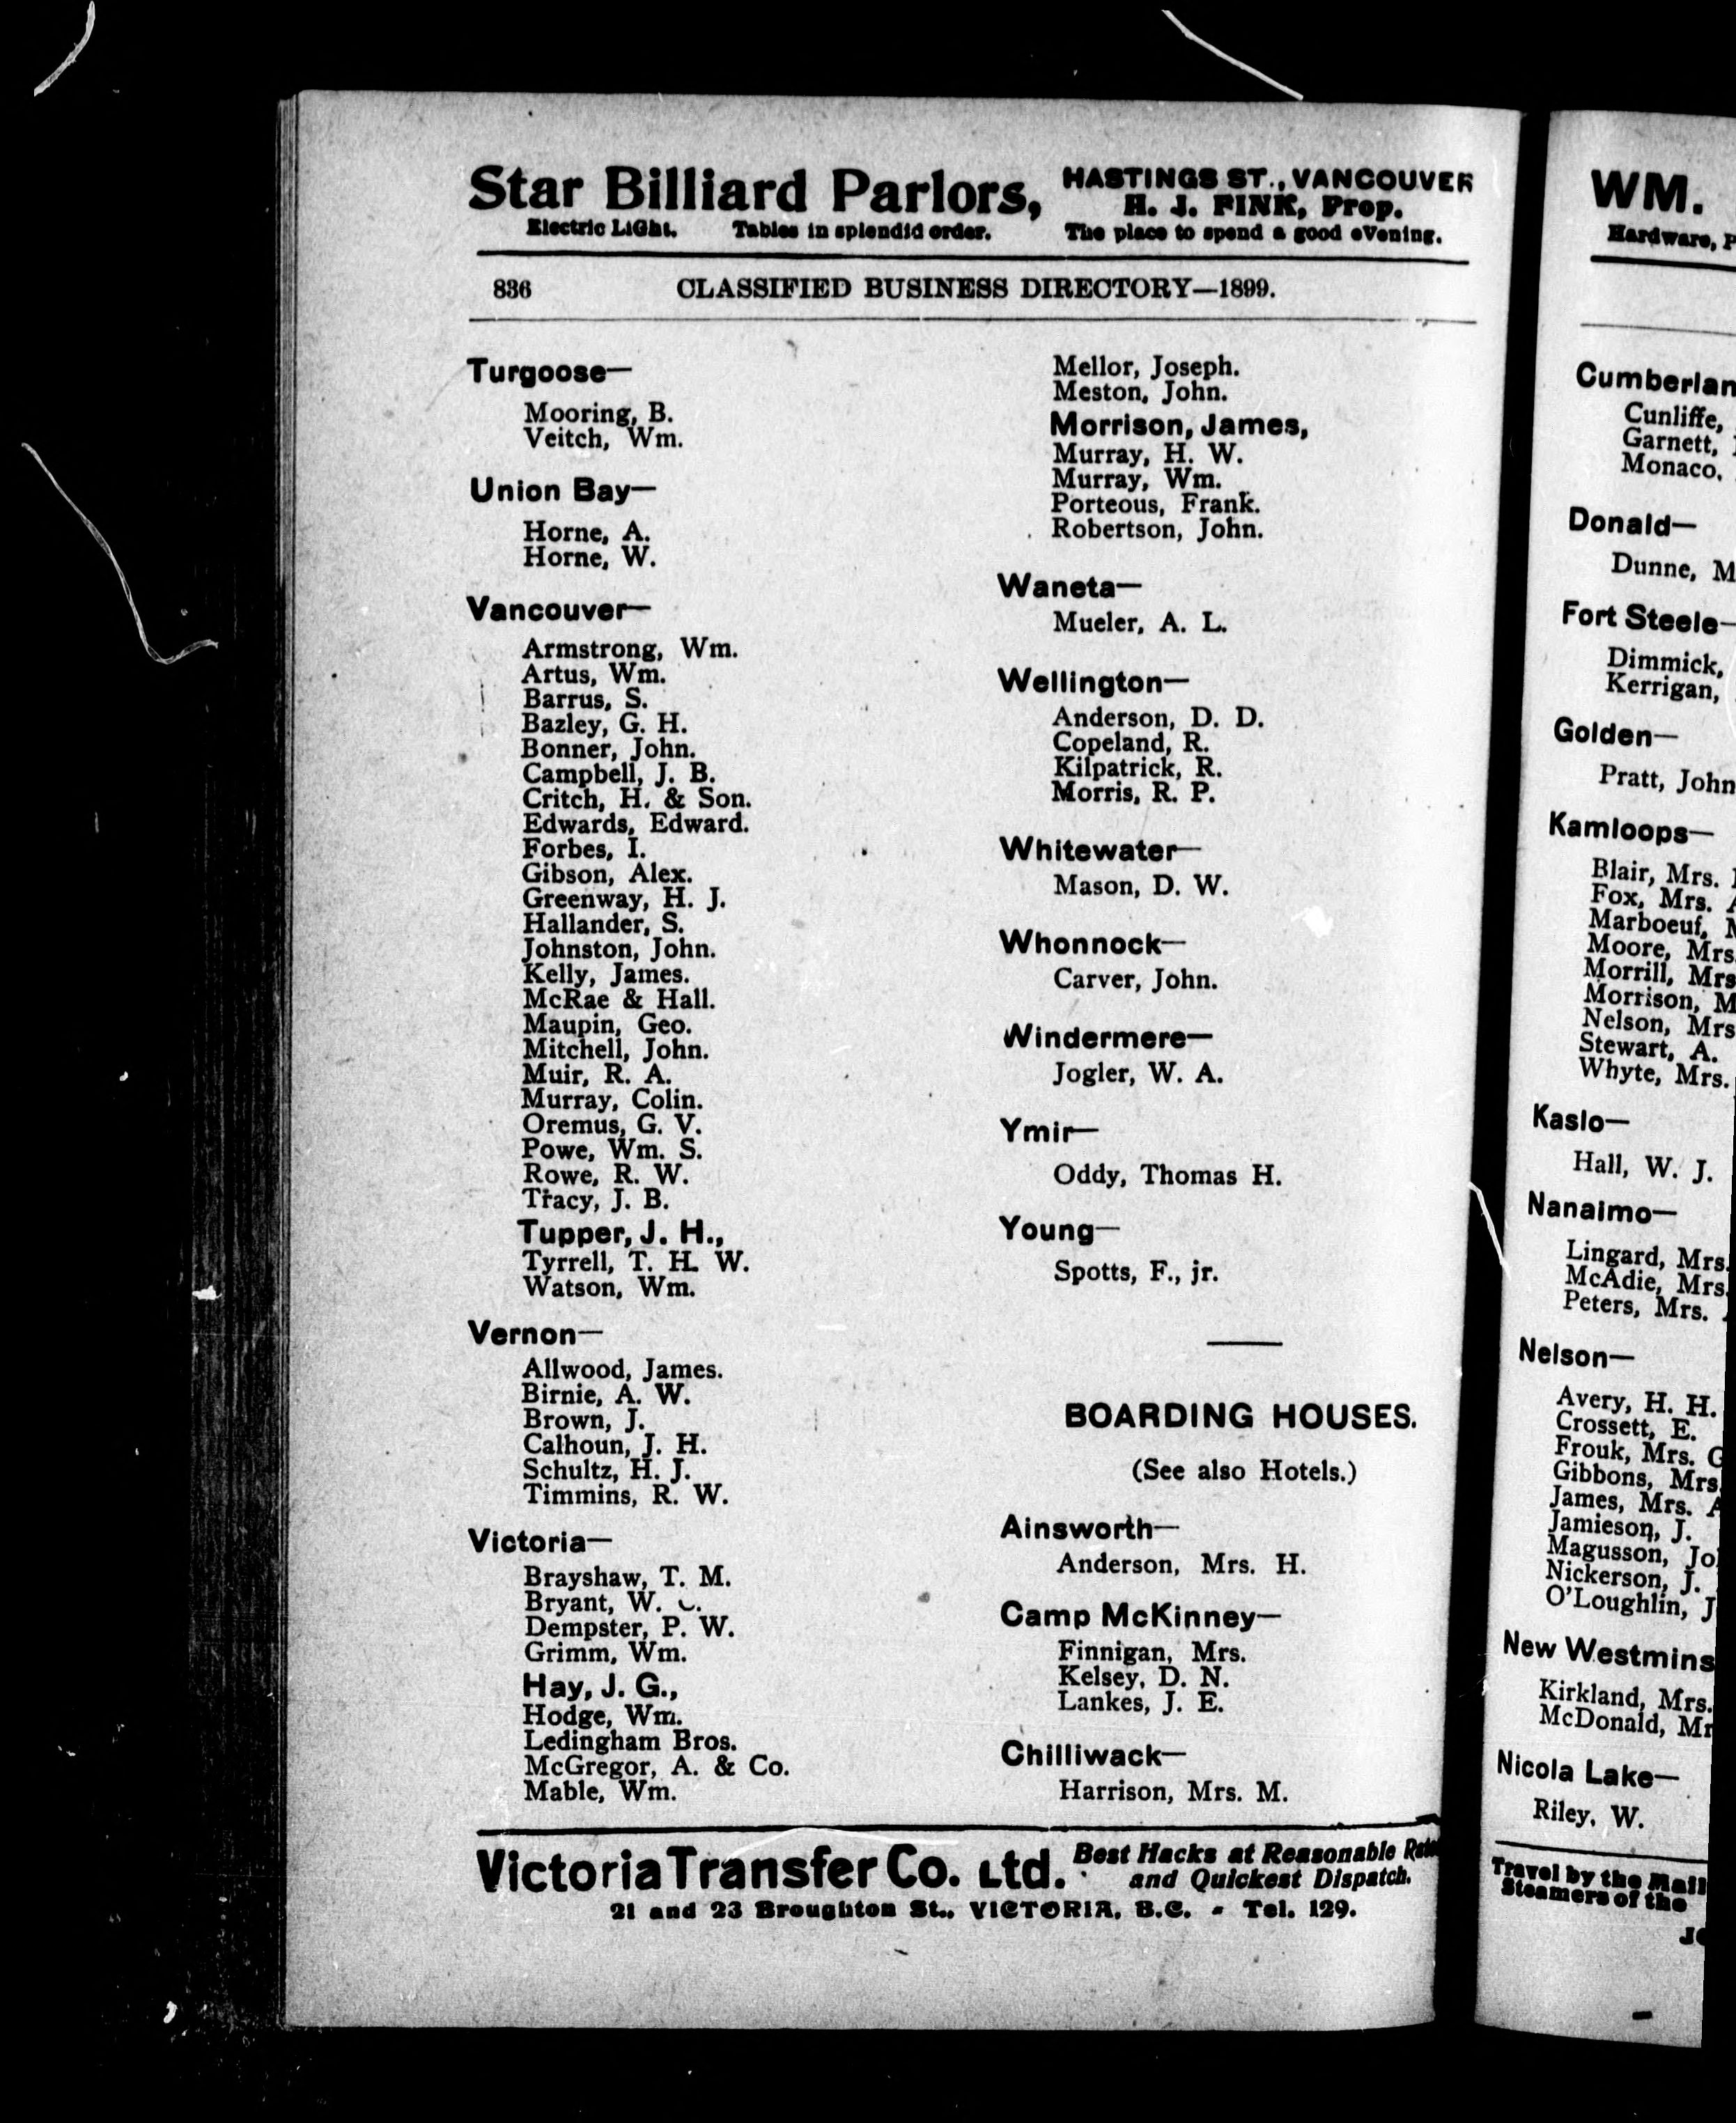 Star Billiard Parlors,
HASTINGS ST., VANCOUVER
H. J. FINK, Prop.
Electric Light. Tables in splendid order. The place to spend a good evening.
836 CLASSIFIED BUSINESS DIRECTORY—1899.
Turgoose—
Mooring, B.
Veitch, Wm.
Union Bay—
Horne, A.
Horne, W.
Vancouver—
Armstrong, Wm.
Artus, Wm.
Barrus, S.
Bazley, G. H.
Bonner, John.
Campbell, J. B.
Critch, H. & Son.
Edwards, Edward.
Forbes, I.
Gibson, Alex.
Greenway, H. J.
Hallander, S.
Johnston, John.
Kelly, James.
McRae & Hall.
Maupin, Geo.
Mitchell, John.
Muir, R. A.
Murray, Colin.
Oremus, G. V.
Powe, Wm. S.
Rowe, R. W.
Tracy, J. B.
Tupper, J. H.,
Tyrrell, T. H. W.
Watson, Wm.
Vernon—
Allwood, James.
Birnie, A. W.
Brown, J.
Calhoun, J. H.
Schultz, H. J.
Timmins, R. W.
Victoria—
Brayshaw, T. M.
Bryant, W.
Dempster, P. W.
Grimm, Wm.
Hay, J. G.,
Hodge, Wm.
Ledingham Bros.
McGregor, A. & Co.
Mable, Wm.
Mellor, Joseph.
Meston, John.
Morrison, James,
Murray, H. W.
Murray, Wm.
Porteous, Frank.
Robertson, John.
Waneta—
Mueler, A. L.
Wellington—
Anderson, D. D.
Copeland, R.
Kilpatrick, R.
Morris, R. P.
Whitewater—
Mason, D. W.
Whonnock—
Carver, John.
Windermere—
Jogler, W. A.
Ymir—
Oddy, Thomas H.
Young—
Spotts, F., jr.
BOARDING HOUSES.
(See also Hotels.)
Ainsworth—
Anderson, Mrs. H.
Camp McKinney—
Finnigan, Mrs.
Kelsey, D. N.
Lankes, J. E.
Chilliwack—
Harrison, Mrs. M.
Victoria Transfer Co. Ltd.
Best Hacks at Reasonable
and Quickest Dispatch.
21 and 23 Broughton St., VICTORIA, B.C. - Tel. 129.
WM.
Hardware,
Cumberlan
Cunliffe,
Garnett,
Monaco,
Donald—
Dunne, M
Fort Steele—
Dimmick,
Kerrigan,
Golden—
Pratt, John
Kamloops—
Blair, Mrs.
Fox, Mrs.
Marboeuf,
Moore, Mrs
Morrill, Mrs
Morrison, M
Nelson, Mrs
Stewart, A.
Whyte, Mrs.
Kaslo—
Hall, W. J.
Nanaimo—
Lingard, Mrs.
McAdie, Mrs.
Peters, Mrs.
Nelson—
Avery, H. H.
Crossett, E.
Frouk, Mrs.
Gibbons, Mrs
James, Mrs.
Jamieson, J.
Magusson, Jo
Nickerson, J.
O'Loughlin, J
New Westmins
Kirkland, Mrs.
McDonald, Mr
Nicola Lake—
Riley, W.
Travel by the Mail
Steamers of the